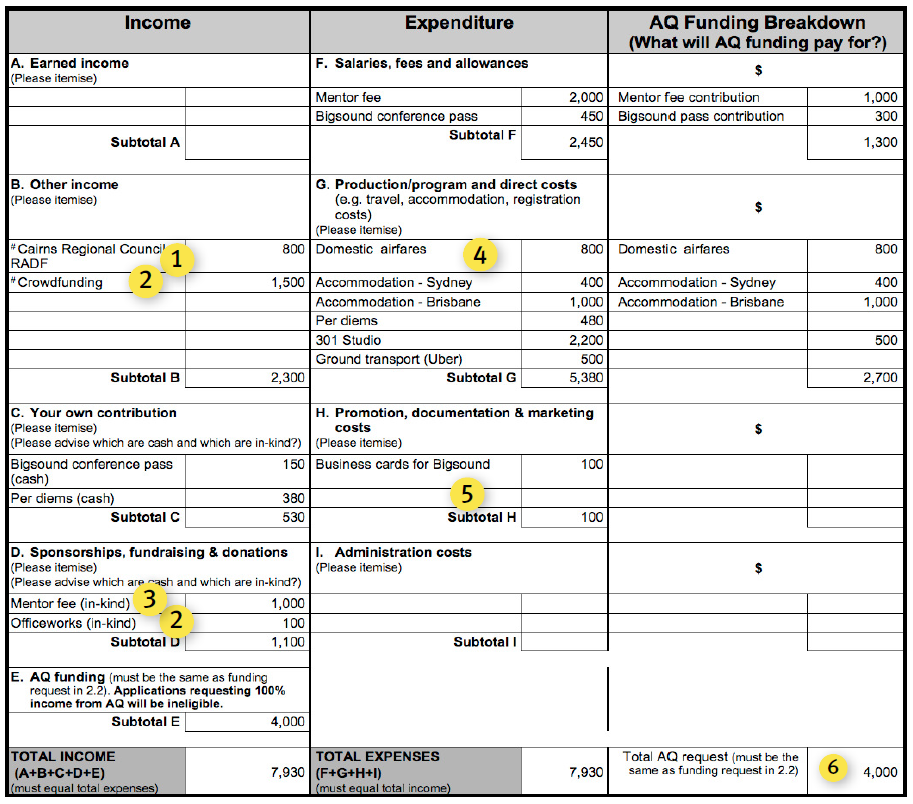 Income Expenditure AQ Funding Breakdown
(What will AQ funding pay for?)
A. Earned income F. Salaries, fees and allowances $
(Please itemise)
Mentor fee 2,000 Mentor fee contribution 1,000
Bigsound conference pass 450 Bigsound pass contribution 300
Subtotal A Subtotal F 2,450 1,300
B. Other income G. Production/program and direct costs $
(Please itemise) (e.g. travel, accommodation, registration
costs)
(Please itemise)
#Cairns Regional Council 1 800 Domestic airfares 4 800 Domestic airfares 800
RADF
#Crowdfunding 2 1,500 Accommodation - Sydney 400 Accommodation - Sydney 400
Accommodation - Brisbane 1,000 Accommodation - Brisbane 1,000
Per diems 480
301 Studio 2,200 500
Ground transport (Uber) 500
Subtotal B 2,300 Subtotal G 5,380 2,700
C. Your own contribution H. Promotion, documentation & marketing $
(Please itemise) costs
(Please advise which are cash and which are in-kind?) (Please itemise)
Bigsound conference pass 150 Business cards for Bigsound 100
(cash)
Per diems (cash) 380 5
Subtotal C 530 Subtotal H 100
D. Sponsorships, fundraising & donations I. Administration costs $
(Please itemise) (Please itemise)
(Please advise which are cash and which are in-kind?)
Mentor fee (in-kind) 3 1,000
Officeworks (in-kind) 2 100
Subtotal D 1,100 Subtotal I
E. AQ funding (must be the same as funding
request in 2.2). Applications requesting 100%
income from AQ will be ineligible.
Subtotal E 4,000
TOTAL INCOME TOTAL EXPENSES Total AQ request (must be the
(A+B+C+D+E) 7,930 (F+G+H+I) 7,930 same as funding request in 2.2) 6 4,000
(must equal total expenses) (must equal total income)